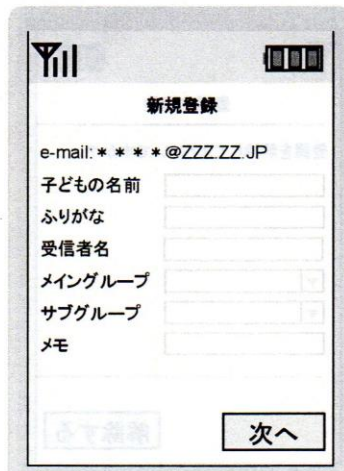 新規登録
e-mail:＊＊＊＊@ZZZ.ZZ.JP
子どもの名前
ふりがな
受信者名
メイングループ
サブグループ
メモ
次へ